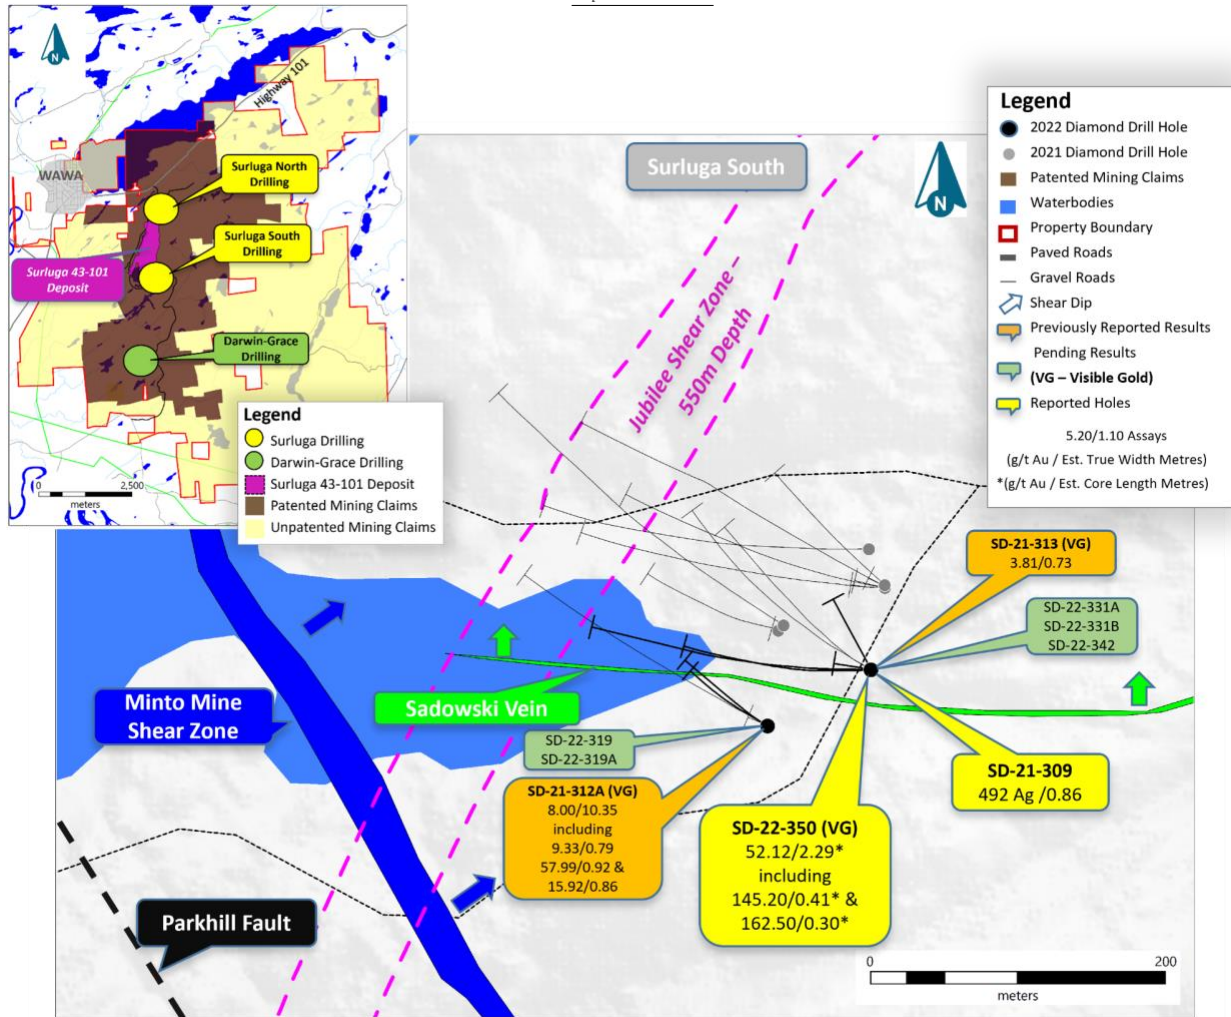 N
Highway 101
WAWA
Surluga North
Drilling
Surluga South
Drilling
Surluga 43-101
Deposit
Darwin-Grace
Drilling
0 2,500
meters
Legend
Surluga Drilling
Darwin-Grace Drilling
Surluga 43-101 Deposit
Patented Mining Claims
Unpatented Mining Claims
Surluga South
N
Legend
2022 Diamond Drill Hole
2021 Diamond Drill Hole
Patented Mining Claims
Waterbodies
Property Boundary
Paved Roads
Gravel Roads
Shear Dip
Previously Reported Results
Pending Results
(VG – Visible Gold)
Reported Holes
5.20/1.10 Assays
(g/t Au / Est. True Width Metres)
*(g/t Au / Est. Core Length Metres)
Jubilee Shear Zone –
550m Depth
SD-21-313 (VG)
3.81/0.73
SD-22-331A
SD-22-331B
SD-22-342
Minto Mine
Shear Zone
Sadowski Vein
SD-22-319
SD-22-319A
SD-21-312A (VG)
8.00/10.35
including
9.33/0.79
57.99/0.92 &
15.92/0.86
SD-22-350 (VG)
52.12/2.29*
including
145.20/0.41* &
162.50/0.30*
SD-21-309
492 Ag /0.86
Parkhill Fault
0 200
meters